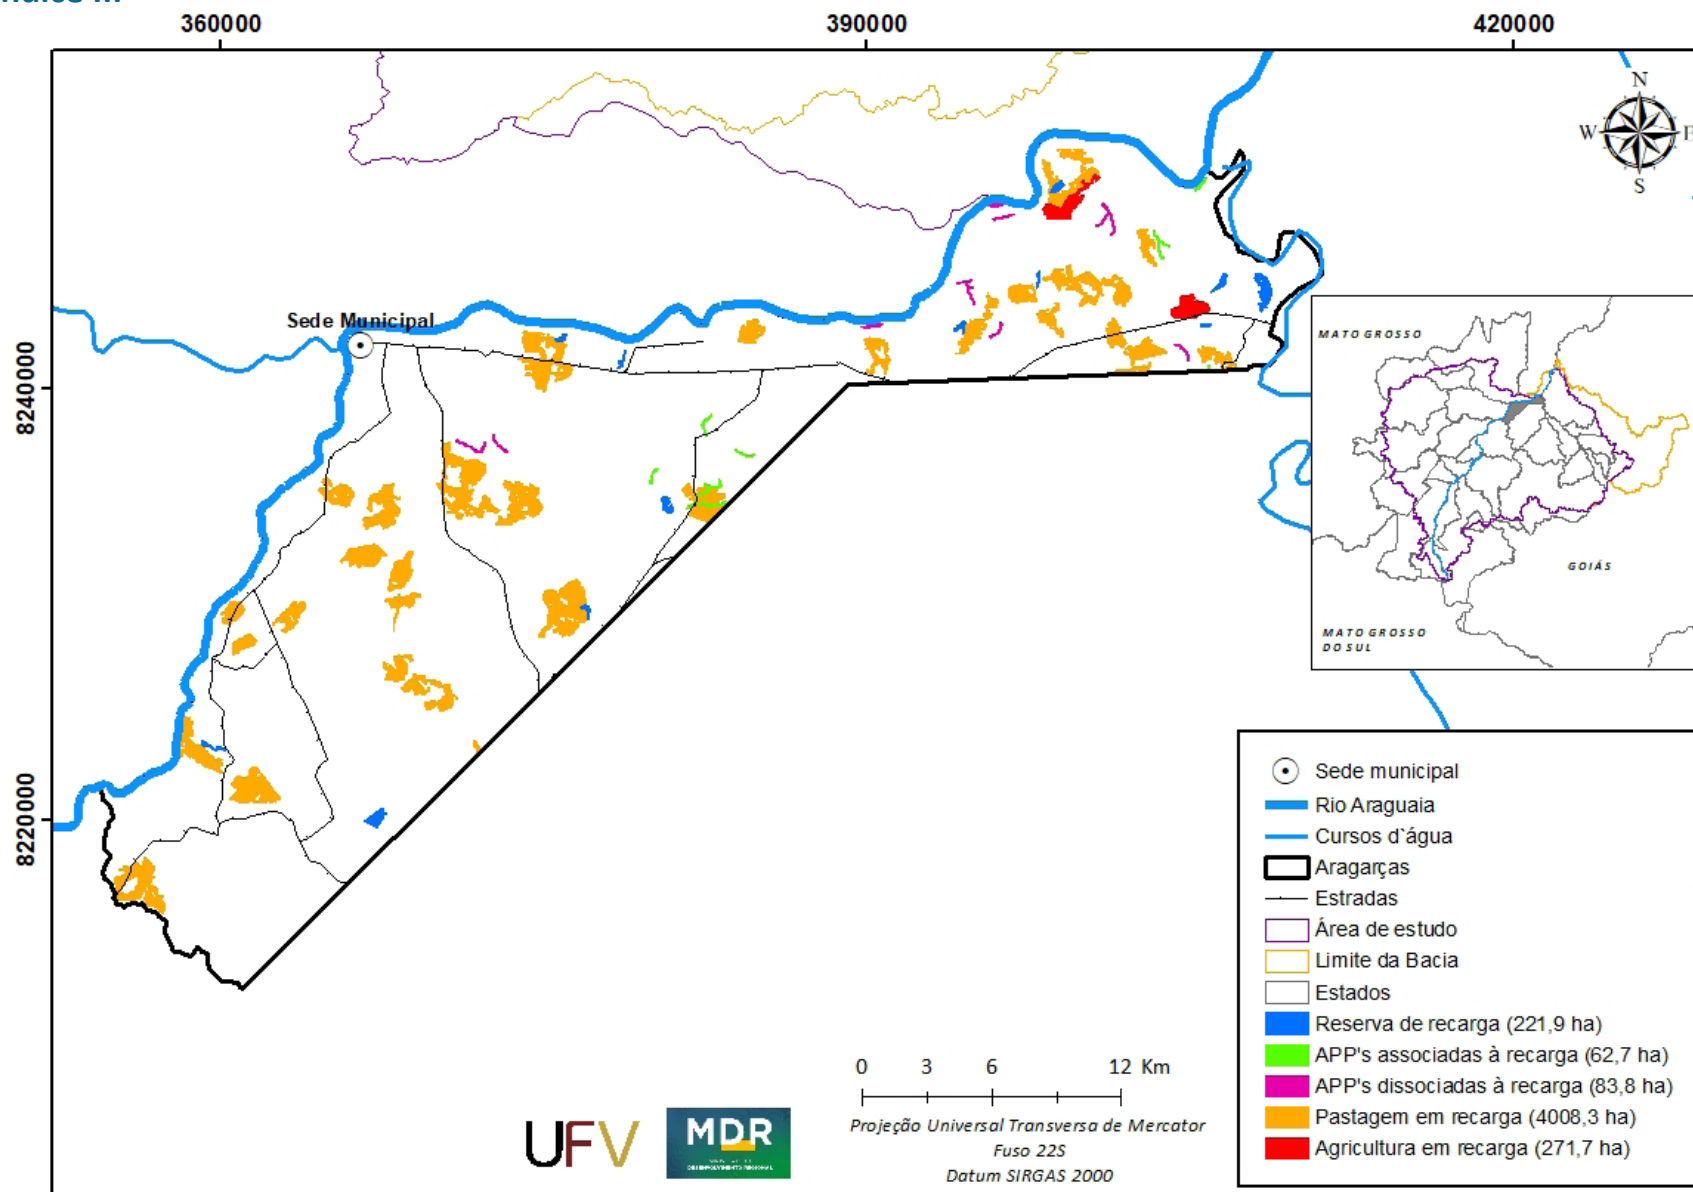 360000
390000
420000
N
W
E
S
Sede Municipal
8240000
8220000
MATO GROSSO
GOIÁS
MATO GROSSO
DO SUL
Sede municipal
Rio Araguaia
Cursos d`água
Aragarças
Estradas
Área de estudo
Limite da Bacia
Estados
Reserva de recarga (221,9 ha)
APP's associadas à recarga (62,7 ha)
APP's dissociadas à recarga (83,8 ha)
Pastagem em recarga (4008,3 ha)
Agricultura em recarga (271,7 ha)
0 3 6 12 Km
Projeção Universal Transversa de Mercator
Fuso 22S
Datum SIRGAS 2000
UFV
MDR
DESENVOLVIMENTO REGIONAL